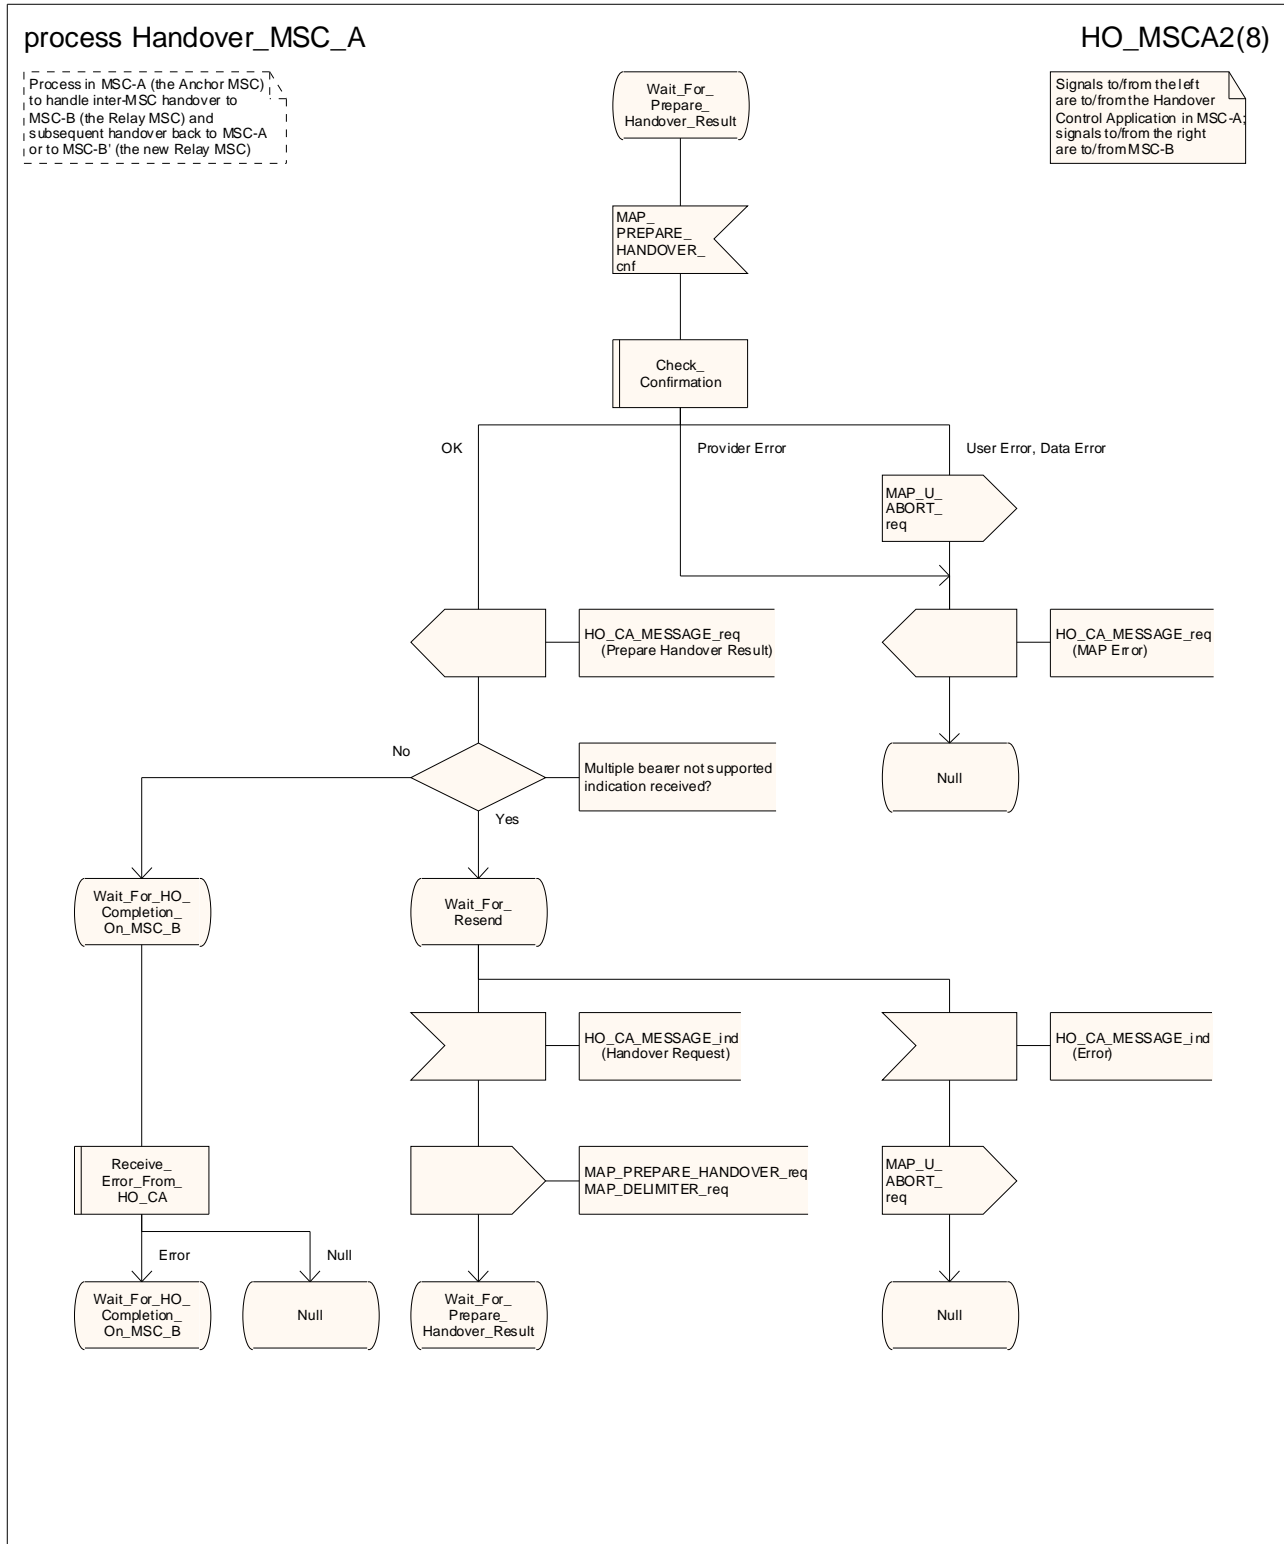 process Handover_MSC_A
HO_MSCA2(8)
Process in MSC-A (the Anchor MSC)
to handle inter-MSC handover to
MSC-B (the Relay MSC) and
subsequent handover back to MSC-A
or to MSC-B' (the new Relay MSC)
Wait_For_
Prepare_
Handover_Result
Signals to/from the left
are to/from the Handover
Control Application in MSC-A;
signals to/from the right
are to/from MSC-B
MAP_
PREPARE_
HANDOVER_
cnf
Check_
Confirmation
OK
Provider Error
User Error, Data Error
MAP_U_
ABORT_
req
HO_CA_MESSAGE_req
(Prepare Handover Result)
HO_CA_MESSAGE_req
(MAP Error)
No
Multiple bearer not supported
indication received?
Null
Yes
Wait_For_HO_
Completion_
On_MSC_B
Wait_For_
Resend
HO_CA_MESSAGE_ind
(Handover Request)
HO_CA_MESSAGE_ind
(Error)
Receive_
Error_From_
HO_CA
MAP_PREPARE_HANDOVER_req
MAP_DELIMITER_req
MAP_U_
ABORT_
req
Error
Null
Wait_For_HO_
Completion_
On_MSC_B
Null
Wait_For_
Prepare_
Handover_Result
Null